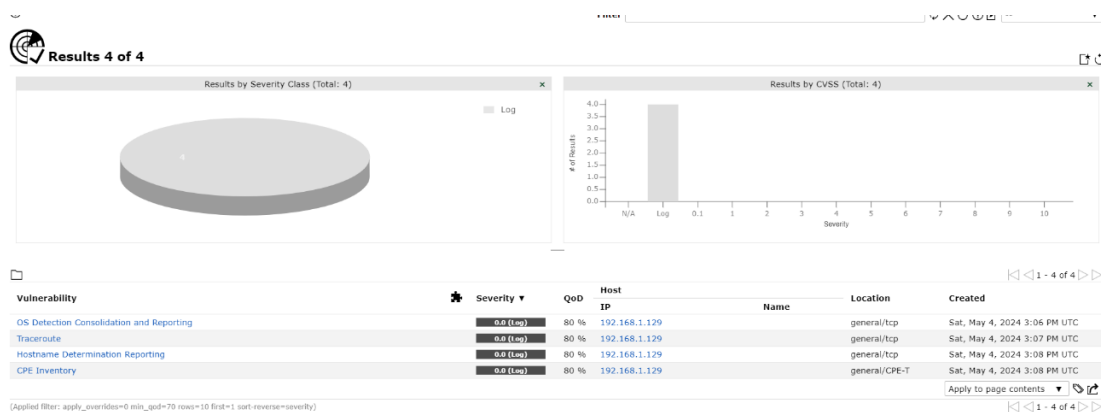 Filter
Results 4 of 4
Results by Severity Class (Total: 4) ×
Log
4
Results by CVSS (Total: 4) ×
4.0
3.5
3.0
2.5
2.0
1.5
1.0
0.5
0.0
# of Results
N/A Log 0.1 1 2 3 4 5 6 7 8 9 10
Severity
1 - 4 of 4
Vulnerability Severity ▼ QoD Host Location Created
IP Name
OS Detection Consolidation and Reporting 0.0 (Log) 80 % 192.168.1.129 general/tcp Sat, May 4, 2024 3:06 PM UTC
Traceroute 0.0 (Log) 80 % 192.168.1.129 general/tcp Sat, May 4, 2024 3:07 PM UTC
Hostname Determination Reporting 0.0 (Log) 80 % 192.168.1.129 general/tcp Sat, May 4, 2024 3:08 PM UTC
CPE Inventory 0.0 (Log) 80 % 192.168.1.129 general/CPE-T Sat, May 4, 2024 3:08 PM UTC
Apply to page contents ▼
(Applied filter: apply_overrides=0 min_qod=70 rows=10 first=1 sort-reverse=severity) 1 - 4 of 4